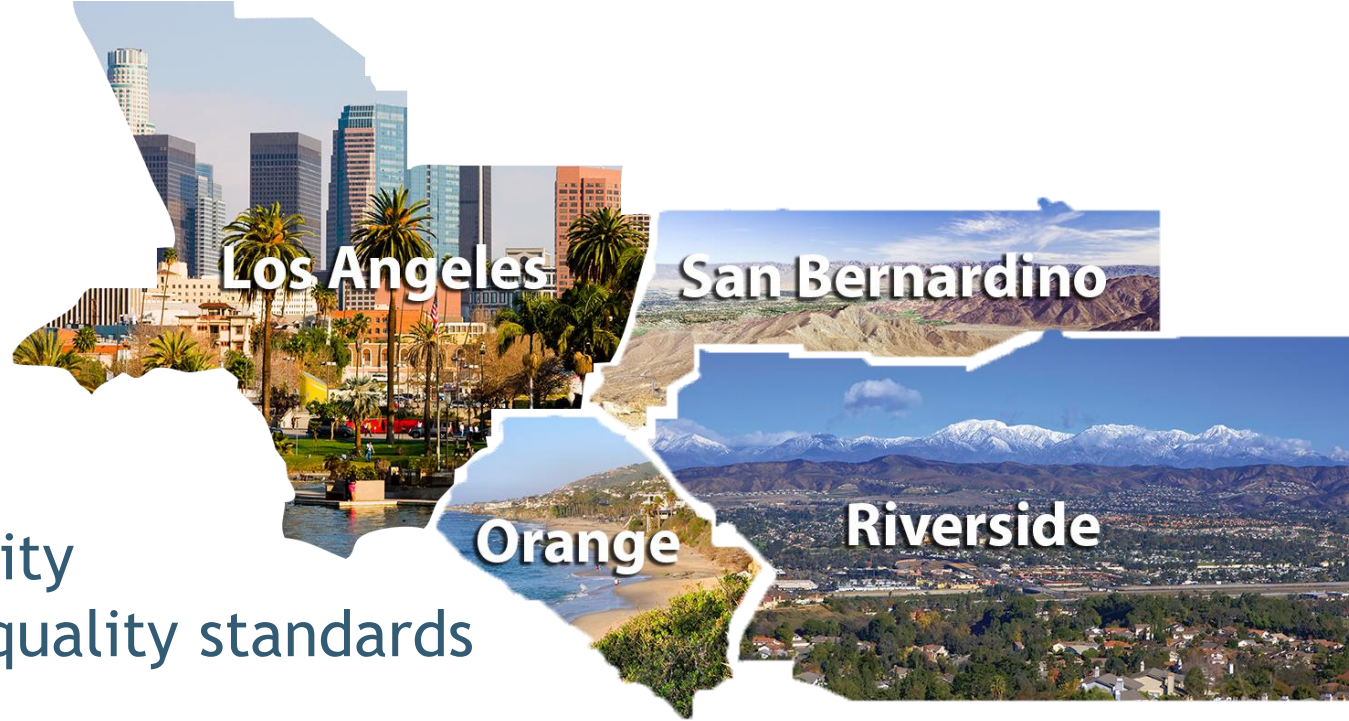 Los Angeles
San Bernardino
Riverside
Orange
ity
quality standards